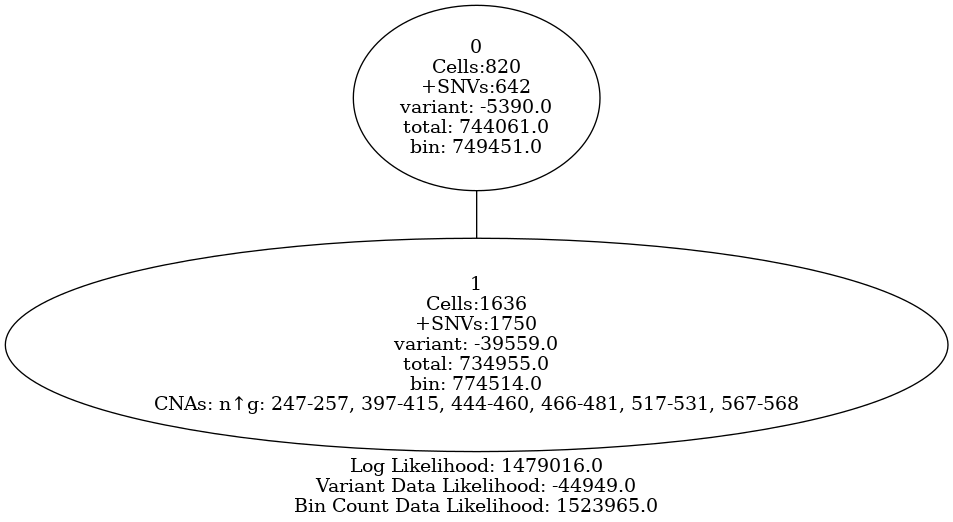 0
Cells:820
+SNVs:642
variant: -5390.0
total: 744061.0
bin: 749451.0
1
Cells:1636
+SNVs:1750
variant: -39559.0
total: 734955.0
bin: 774514.0
CNAs: n↑g: 247-257, 397-415, 444-460, 466-481, 517-531, 567-568
Log Likelihood: 1479016.0
Variant Data Likelihood: -44949.0
Bin Count Data Likelihood: 1523965.0